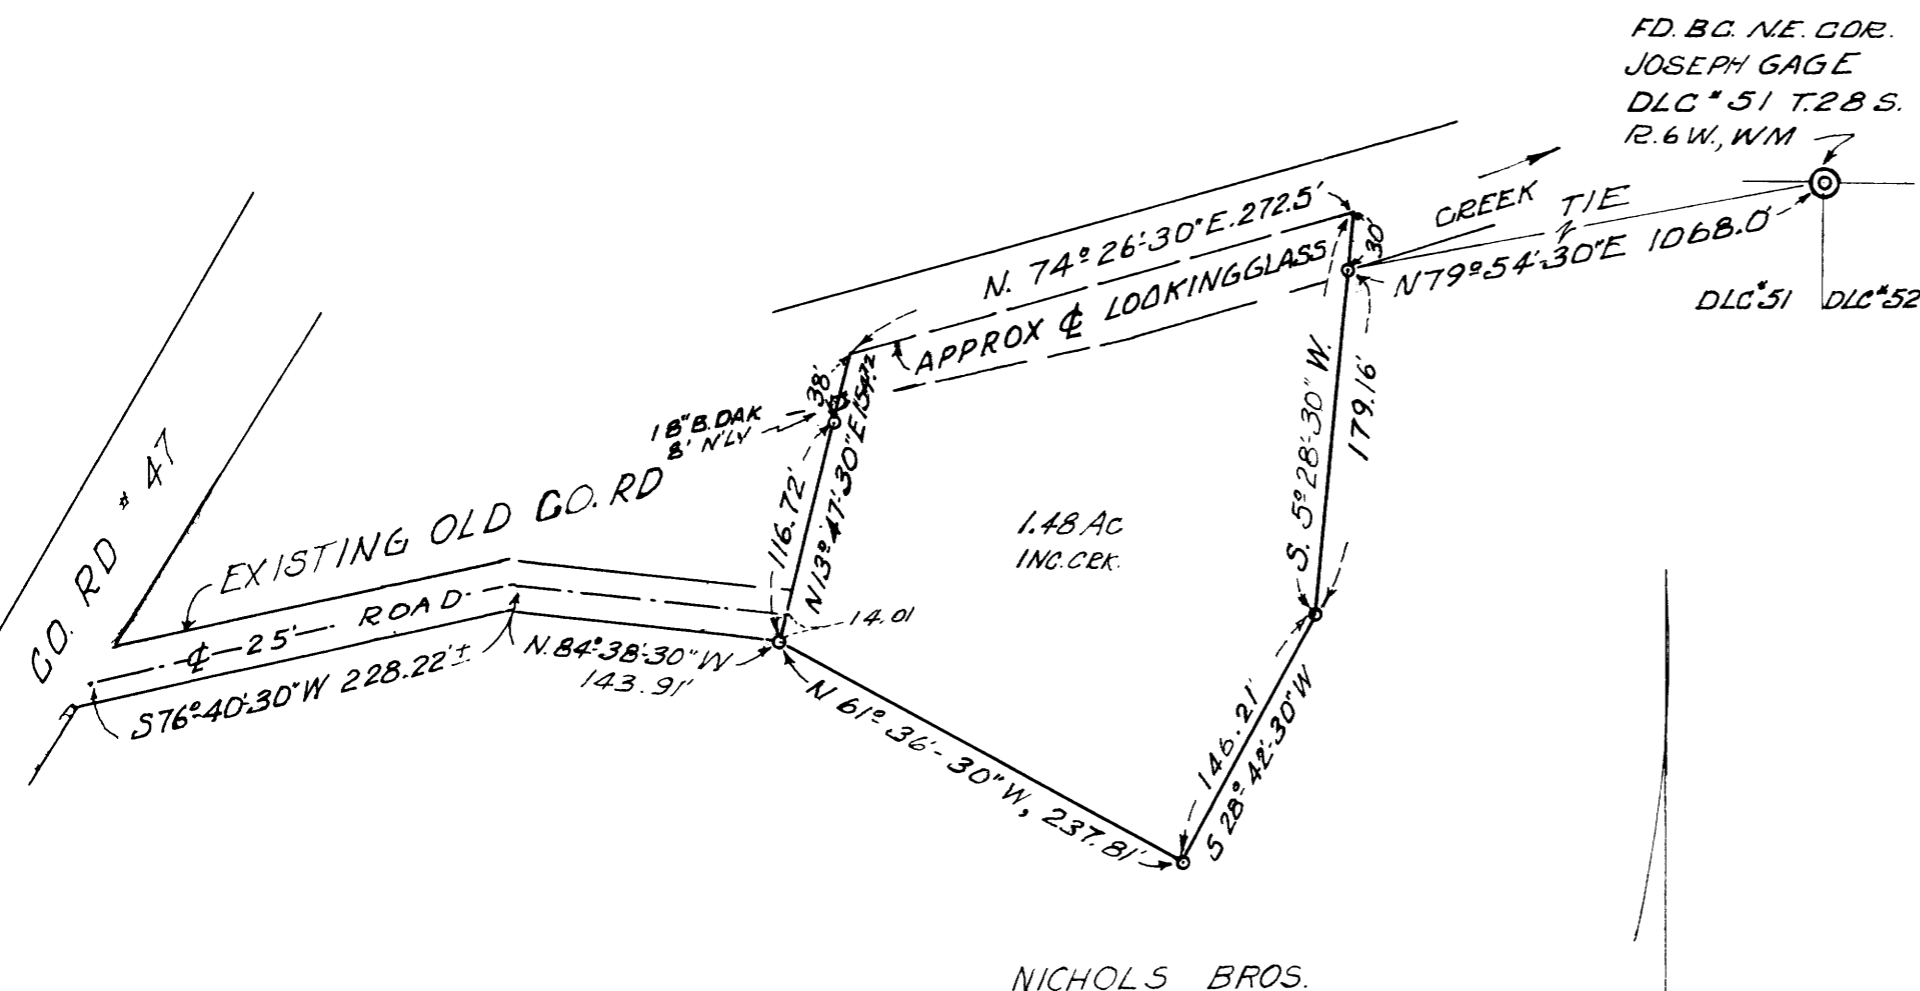 FD. BC. N.E. COR.
JOSEPH GAGE
DLC #51 T.28 S.
R.6 W., WM
CREEK TIE
N 79°-54'-30"E 1068.0'
DLC #51 DLC #52
N. 74°-26'-30"E. 272.5'
APPROX ℄ LOOKINGGLASS
30'
38'
N13°-47'-30"E 154.72
18" B. OAK
8' N'LY
116.72'
S. 5°-28'-30" W.
179.16'
1.48 AC
INC. CRK.
CO. RD # 47
EXISTING OLD CO. RD
℄ 25' ROAD
14.01
S76°-40'-30"W 228.22'±
N. 84°-38'-30"W
143.91'
N 61°-36'-30"W, 237.81'
146.21'
S 28°-42'-30"W
NICHOLS BROS.